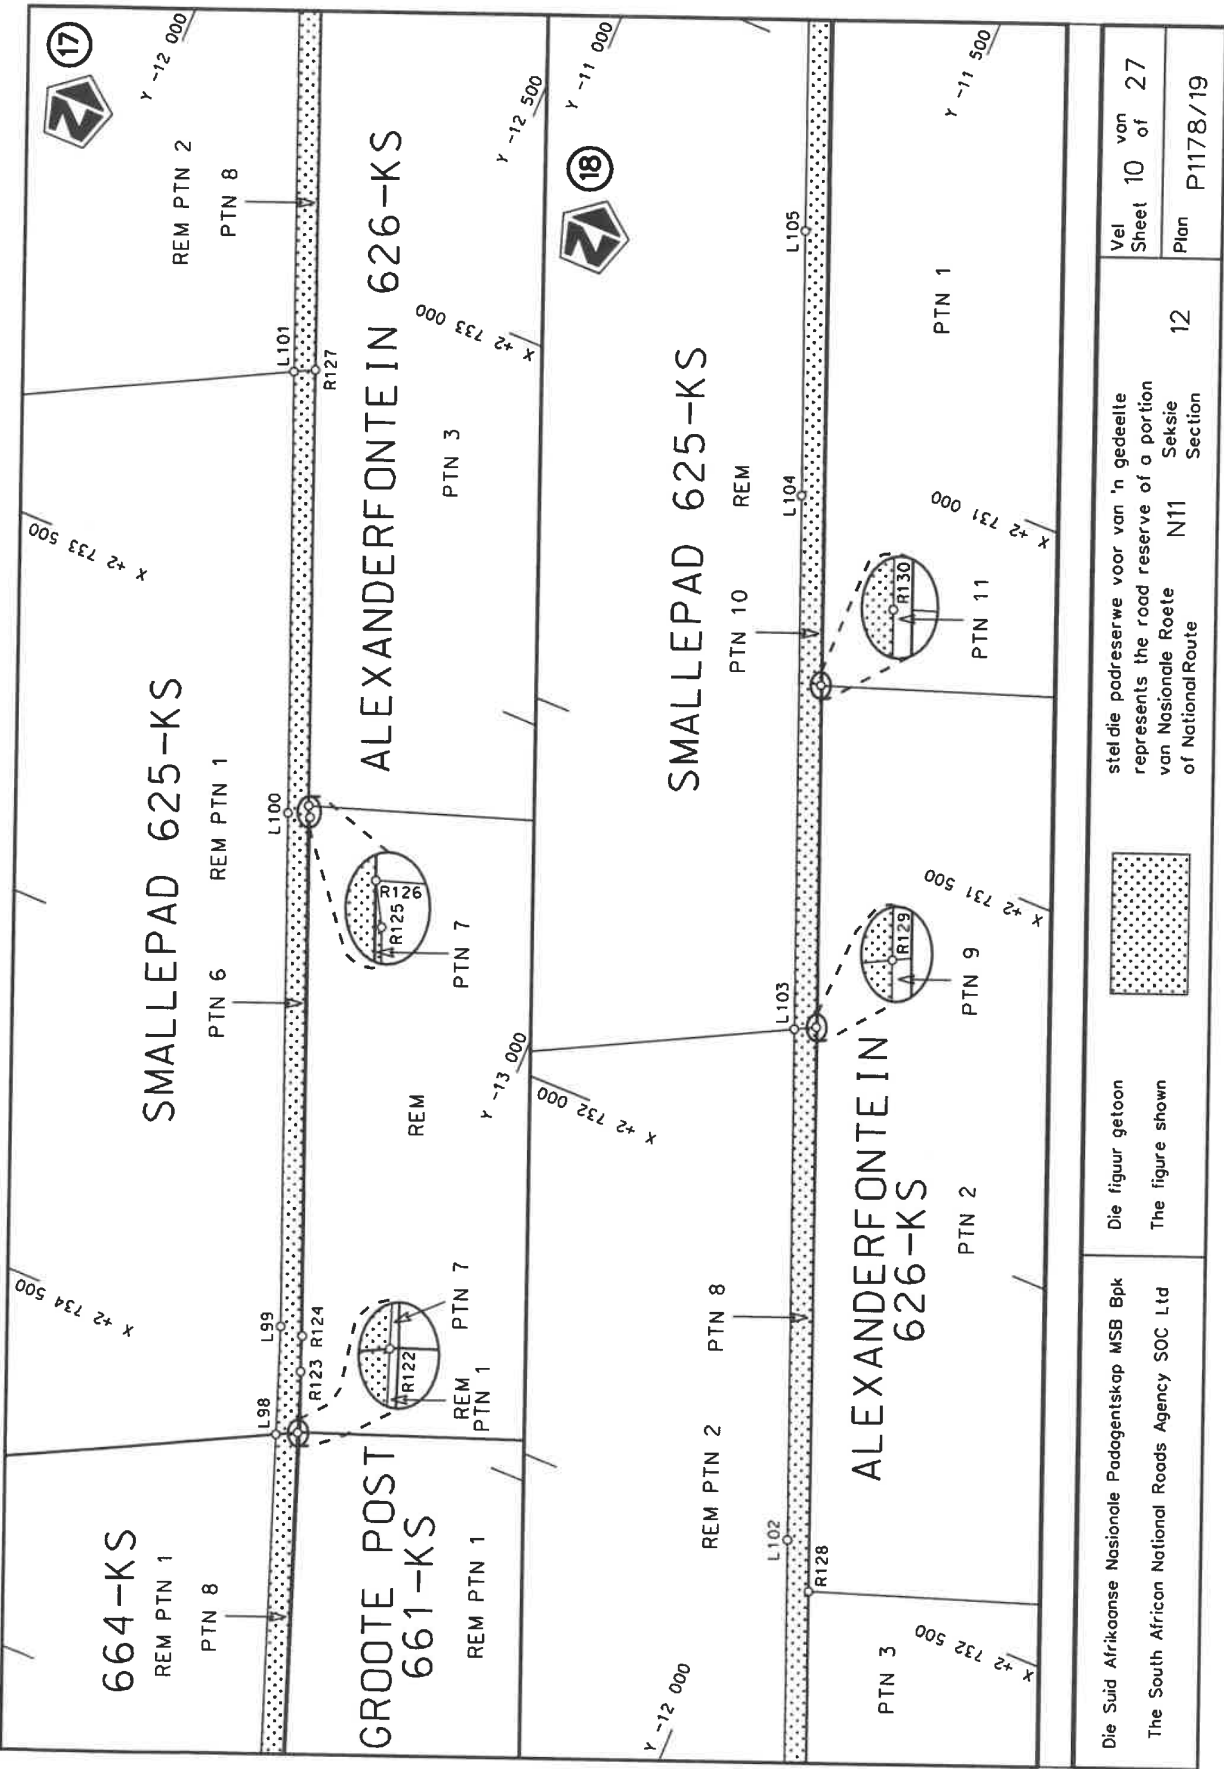 17
Y -12 000
664-KS
REM PTN 1
PTN 8
X +2 734 500
SMALLEPAD 625-KS
PTN 6
REM PTN 1
X +2 733 500
REM PTN 2
PTN 8
L98
L99
L100
L101
R123
R124
R127
GROOTE POST
661-KS
REM PTN 1
R122
REM
PTN 1
PTN 7
REM
Y -13 000
R125
R126
PTN 7
ALEXANDERFONTEIN 626-KS
PTN 3
X +2 733 000
Y -12 500
18
Y -11 000
Y -12 000
REM PTN 2
PTN 8
X +2 732 000
SMALLEPAD 625-KS
PTN 10
REM
L102
L103
L104
L105
R128
PTN 3
X +2 732 500
ALEXANDERFONTEIN
626-KS
PTN 2
R129
PTN 9
X +2 731 500
R130
PTN 11
X +2 731 000
PTN 1
Y -11 500
Die Suid Afrikaanse Nasionale Padagentskap MSB Bpk
The South African National Roads Agency SOC Ltd
Die figuur getoon
The figure shown
stel die padreserwe voor van 'n gedeelte
represents the road reserve of a portion
van Nasionale Roete N11 Seksie 12
of National Route Section
Vel 10 van 27
Sheet of
Plan P1178/19